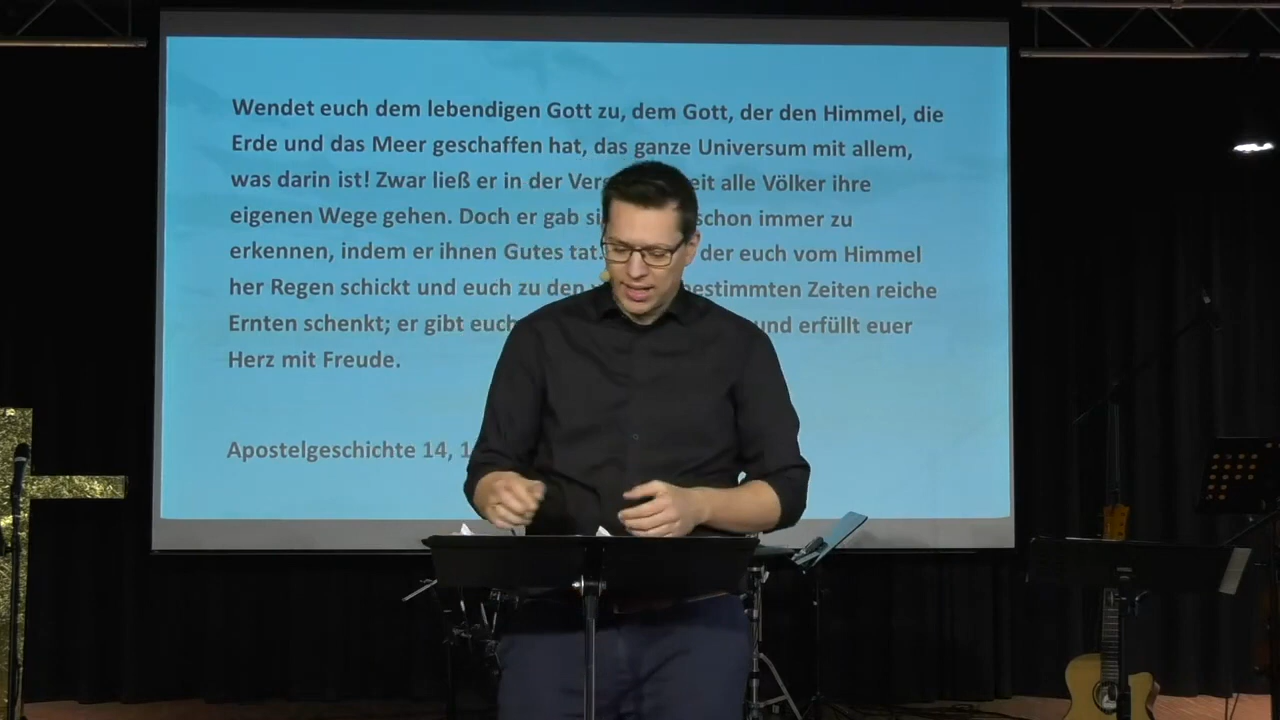 Wendet euch dem lebendigen Gott zu, dem Gott, der den Himmel, die
Erde und das Meer geschaffen hat, das ganze Universum mit allem,
was darin ist! Zwar ließ er in der alle Völker ihre
eigenen Wege gehen. Doch er gab schon immer zu
erkennen, indem er ihnen Gutes tat. der euch vom Himmel
her Regen schickt und euch zu den bestimmten Zeiten reiche
Ernten schenkt; er gibt euch und erfüllt euer
Herz mit Freude.
Apostelgeschichte 14,